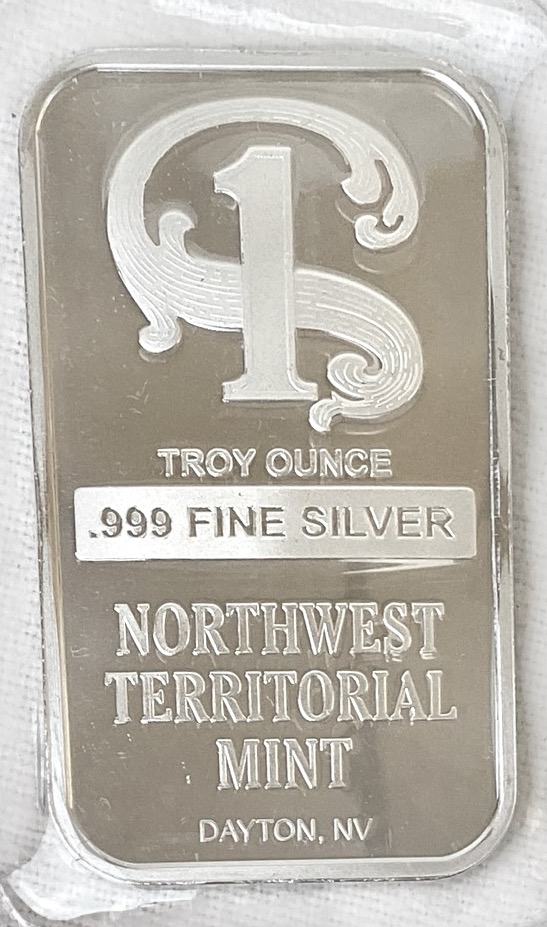 1
TROY OUNCE
.999 FINE SILVER
NORTHWEST
TERRITORIAL
MINT
DAYTON, NV